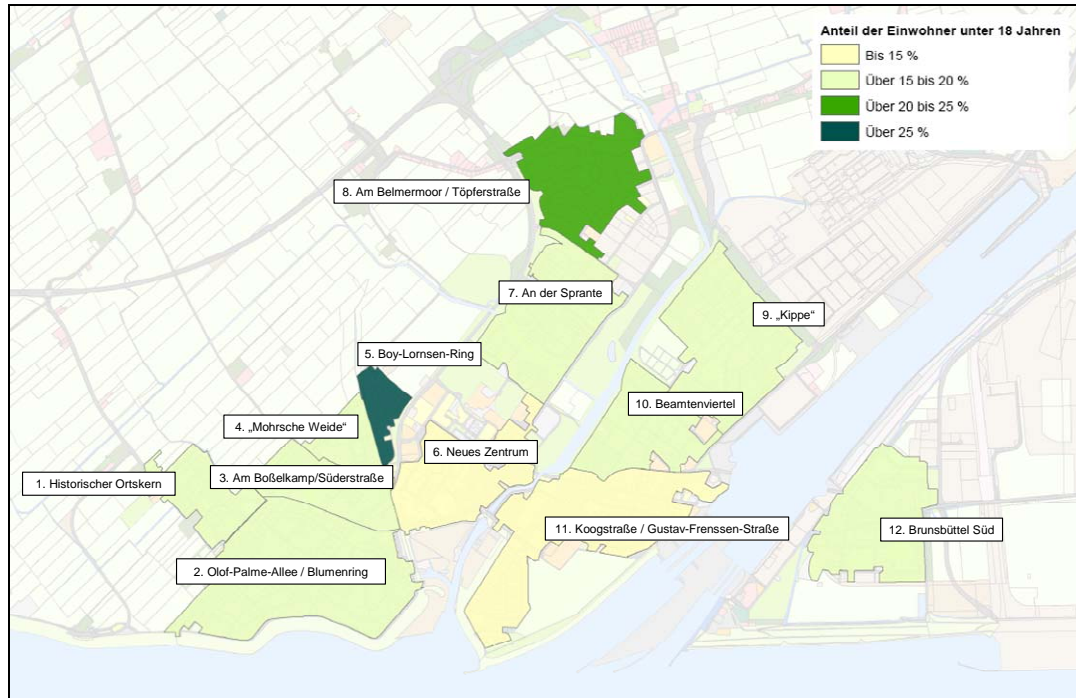 Anteil der Einwohner unter 18 Jahren
Bis 15 %
Über 15 bis 20 %
Über 20 bis 25 %
Über 25 %
8. Am Belmermoor / Töpferstraße
7. An der Sprante
9. „Kippe“
5. Boy-Lornsen-Ring
10. Beamtenviertel
4. „Mohrsche Weide“
6. Neues Zentrum
3. Am Boßelkamp/Süderstraße
1. Historischer Ortskern
11. Koogstraße / Gustav-Frenssen-Straße
12. Brunsbüttel Süd
2. Olof-Palme-Allee / Blumenring